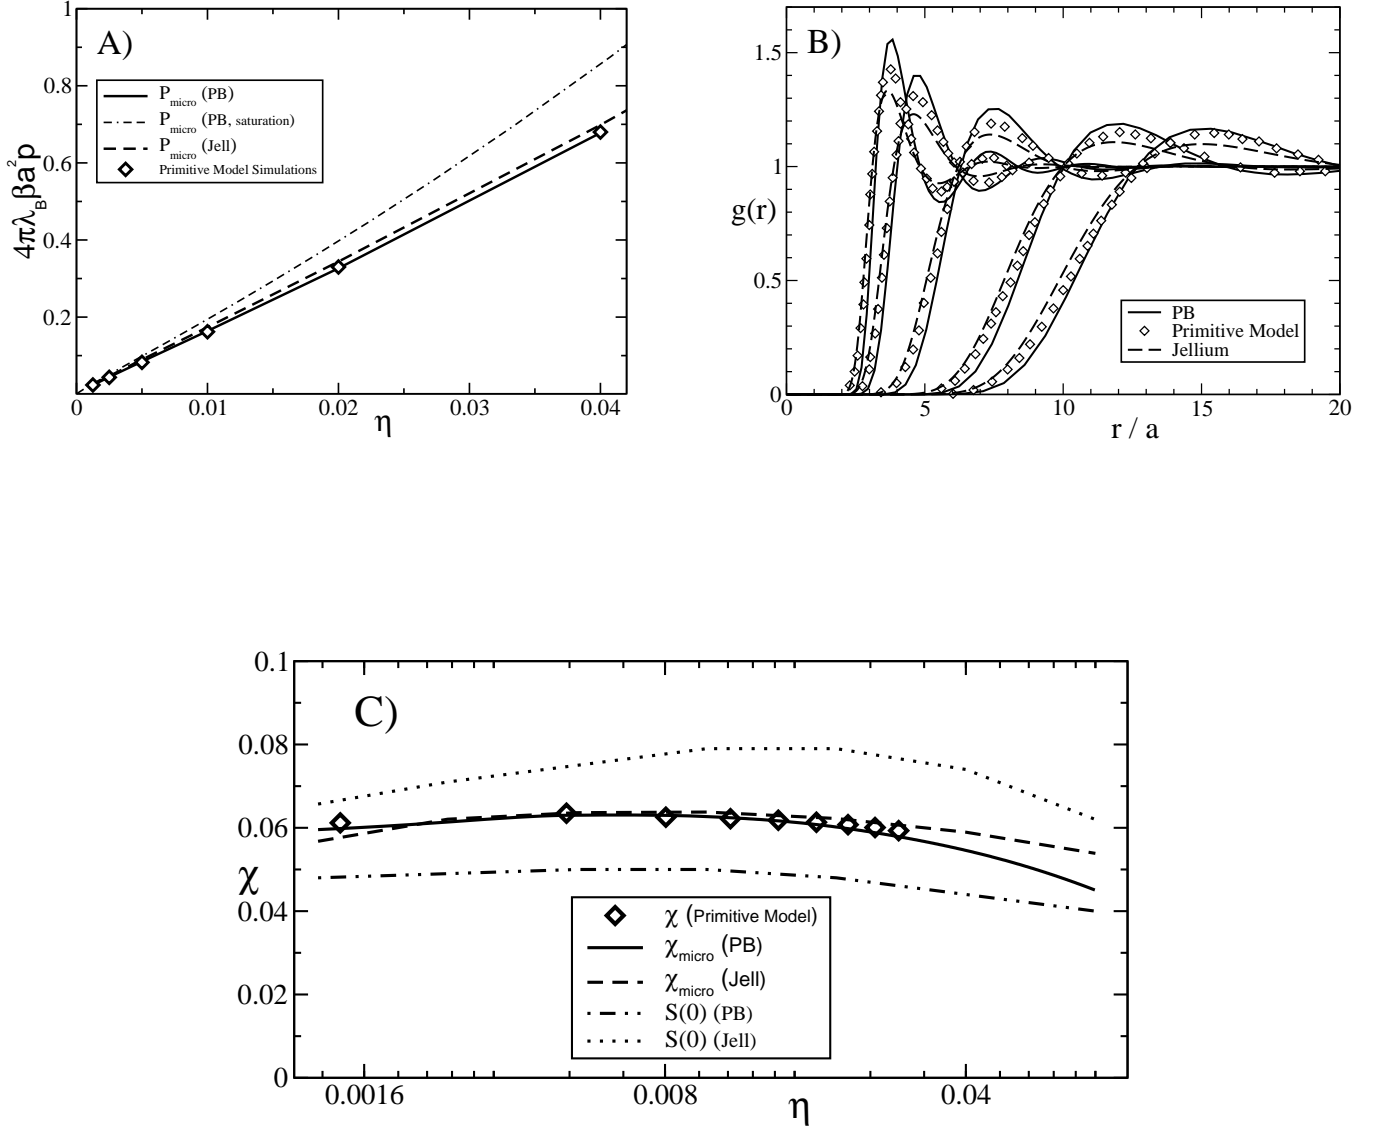 A)
1
0.8
0.6
0.4
0.2
0
0.01
0.02
0.03
0.04
4πλ_Bβa²p
η
P_micro (PB)
P_micro (PB, saturation)
P_micro (Jell)
Primitive Model Simulations
B)
1.5
1
0.5
0
g(r)
0
5
10
15
20
r / a
PB
Primitive Model
Jellium
C)
0.1
0.08
0.06
0.04
0.02
0
χ
0.0016
0.008
0.04
η
χ (Primitive Model)
χ_micro (PB)
χ_micro (Jell)
S(0) (PB)
S(0) (Jell)